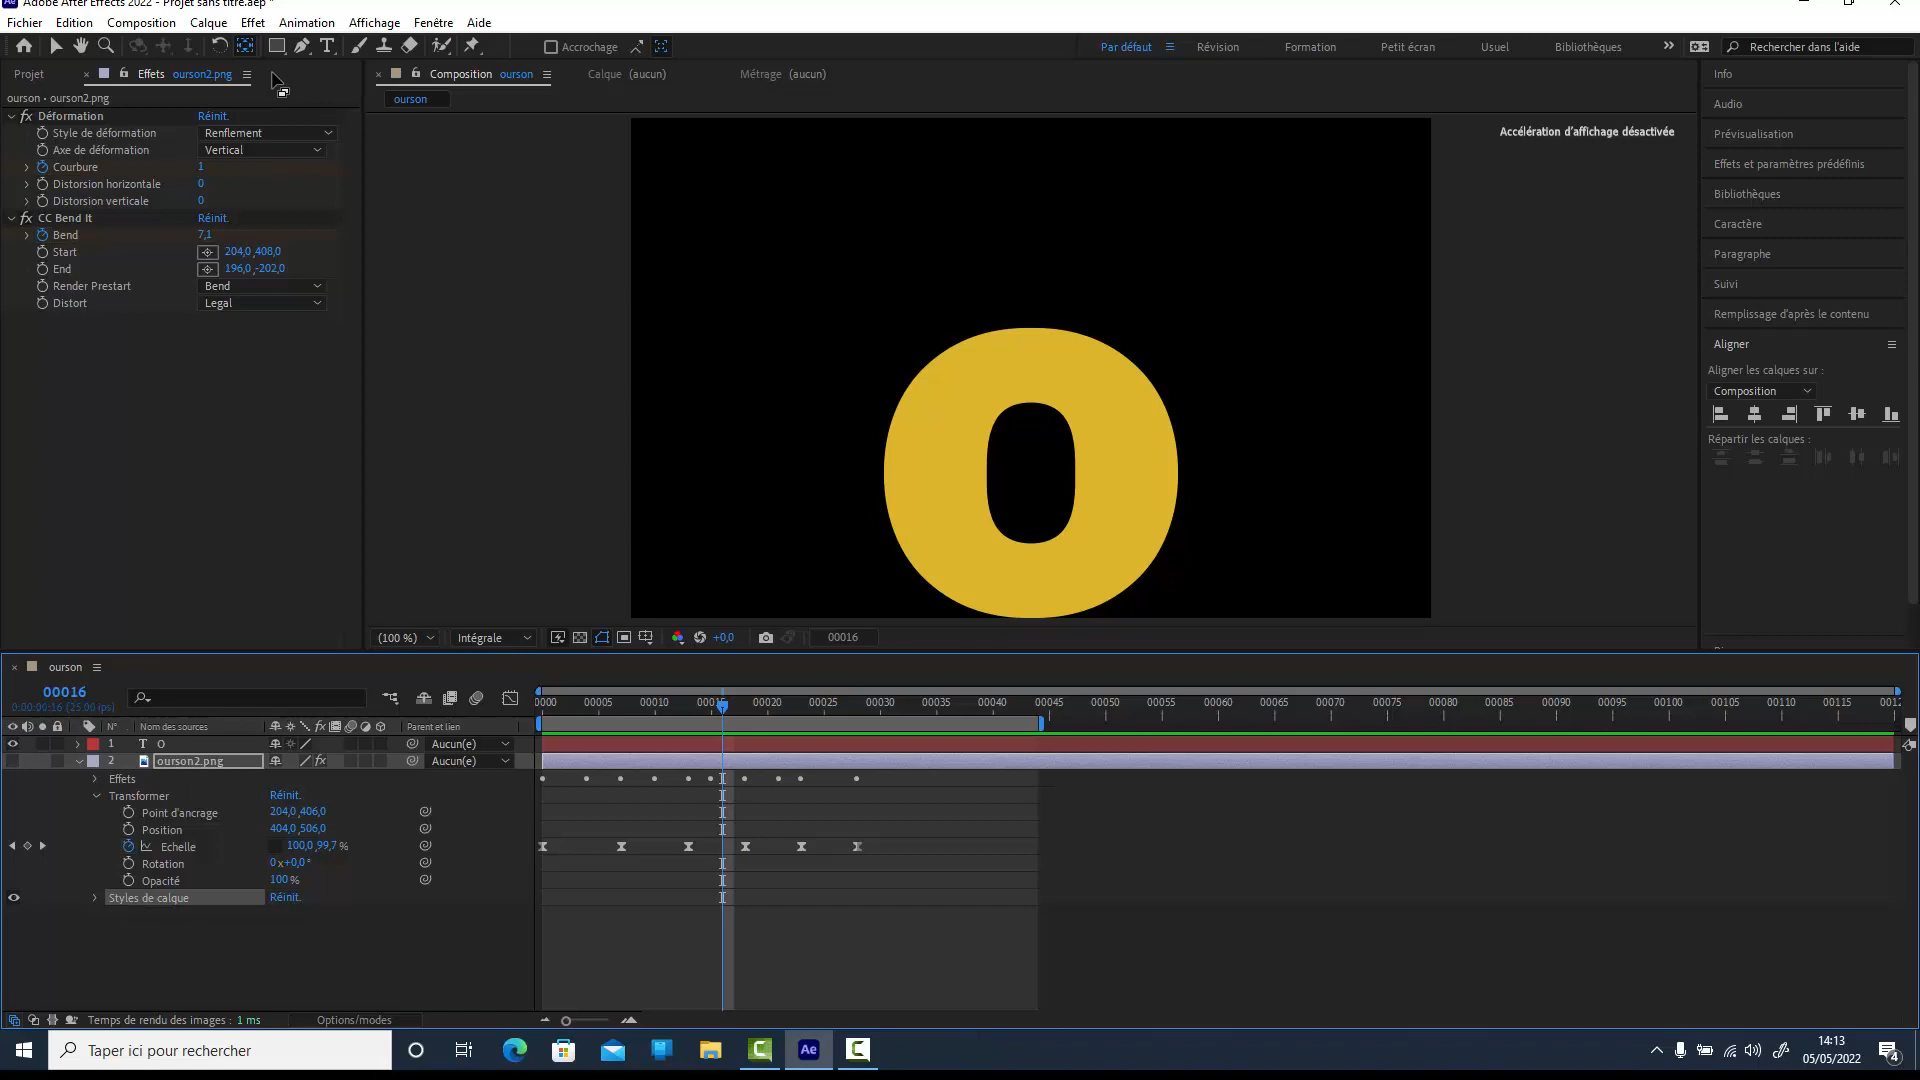 Adobe After Effects 2022 - Projet sans titre.aep *
Fichier Edition Composition Calque Effet Animation Affichage Fenêtre Aide
Accrochage Par défaut Révision Formation Petit écran Usuel Bibliothèques Rechercher dans l'aide
Projet Effets ourson2.png Composition ourson Calque (aucun) Métrage (aucun) Info
ourson • ourson2.png ourson Audio
Déformation Réinit.
Style de déformation Renflement Accélération d'affichage désactivée Prévisualisation
Axe de déformation Vertical
Courbure 1 Effets et paramètres prédéfinis
Distorsion horizontale 0
Distorsion verticale 0 Bibliothèques
CC Bend It Réinit. Caractère
Bend 7,1
Start 204,0,408,0 Paragraphe
End 196,0,-202,0
Render Prestart Bend Suivi
Distort Legal Remplissage d'après le contenu
Aligner
Aligner les calques sur :
Composition
Répartir les calques :
O
(100 %) Intégrale +0,0 00016
ourson
00016
0:00:00:16 (25.00 ips)
0000 00005 00010 00020 00025 00030 00035 00040 00045 00050 00055 00060 00065 00070 00075 00080 00085 00090 00095 00100 00105 00110 00115 0012
N° Nom des sources fx Parent et lien
1 T O Aucun(e)
2 ourson2.png fx Aucun(e)
Effets
Transformer Réinit.
Point d'ancrage 204,0,406,0
Position 404,0,506,0
Echelle 100,0,99,7 %
Rotation 0x+0,0°
Opacité 100 %
Styles de calque Réinit.
Temps de rendu des images : 1 ms Options/modes
Taper ici pour rechercher Ae 14:13
05/05/2022 4